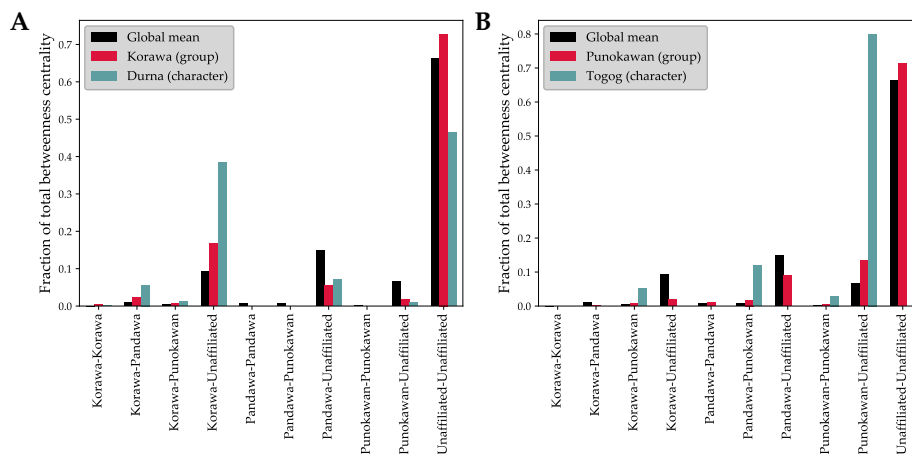 A
Fraction of total betweenness centrality
0.7
0.6
0.5
0.4
0.3
0.2
0.1
0.0
Global mean
Korawa (group)
Durna (character)
Korawa-Korawa
Korawa-Pandawa
Korawa-Punokawan
Korawa-Unaffiliated
Pandawa-Pandawa
Pandawa-Punokawan
Pandawa-Unaffiliated
Punokawan-Punokawan
Punokawan-Unaffiliated
Unaffiliated-Unaffiliated
B
Fraction of total betweenness centrality
0.8
0.7
0.6
0.5
0.4
0.3
0.2
0.1
0.0
Global mean
Punokawan (group)
Togog (character)
Korawa-Korawa
Korawa-Pandawa
Korawa-Punokawan
Korawa-Unaffiliated
Pandawa-Pandawa
Pandawa-Punokawan
Pandawa-Unaffiliated
Punokawan-Punokawan
Punokawan-Unaffiliated
Unaffiliated-Unaffiliated